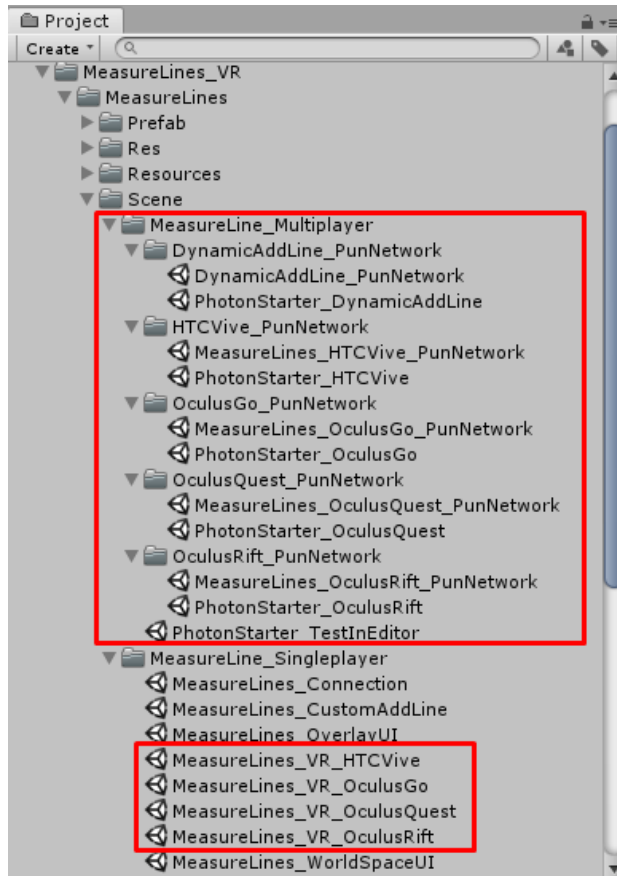 Project
Create
MeasureLines_VR
MeasureLines
Prefab
Res
Resources
Scene
MeasureLine_Multiplayer
DynamicAddLine_PunNetwork
DynamicAddLine_PunNetwork
PhotonStarter_DynamicAddLine
HTCVive_PunNetwork
MeasureLines_HTCVive_PunNetwork
PhotonStarter_HTCVive
OculusGo_PunNetwork
MeasureLines_OculusGo_PunNetwork
PhotonStarter_OculusGo
OculusQuest_PunNetwork
MeasureLines_OculusQuest_PunNetwork
PhotonStarter_OculusQuest
OculusRift_PunNetwork
MeasureLines_OculusRift_PunNetwork
PhotonStarter_OculusRift
PhotonStarter_TestInEditor
MeasureLine_Singleplayer
MeasureLines_Connection
MeasureLines_CustomAddLine
MeasureLines_OverlayUI
MeasureLines_VR_HTCVive
MeasureLines_VR_OculusGo
MeasureLines_VR_OculusQuest
MeasureLines_VR_OculusRift
MeasureLines_WorldSpaceUI